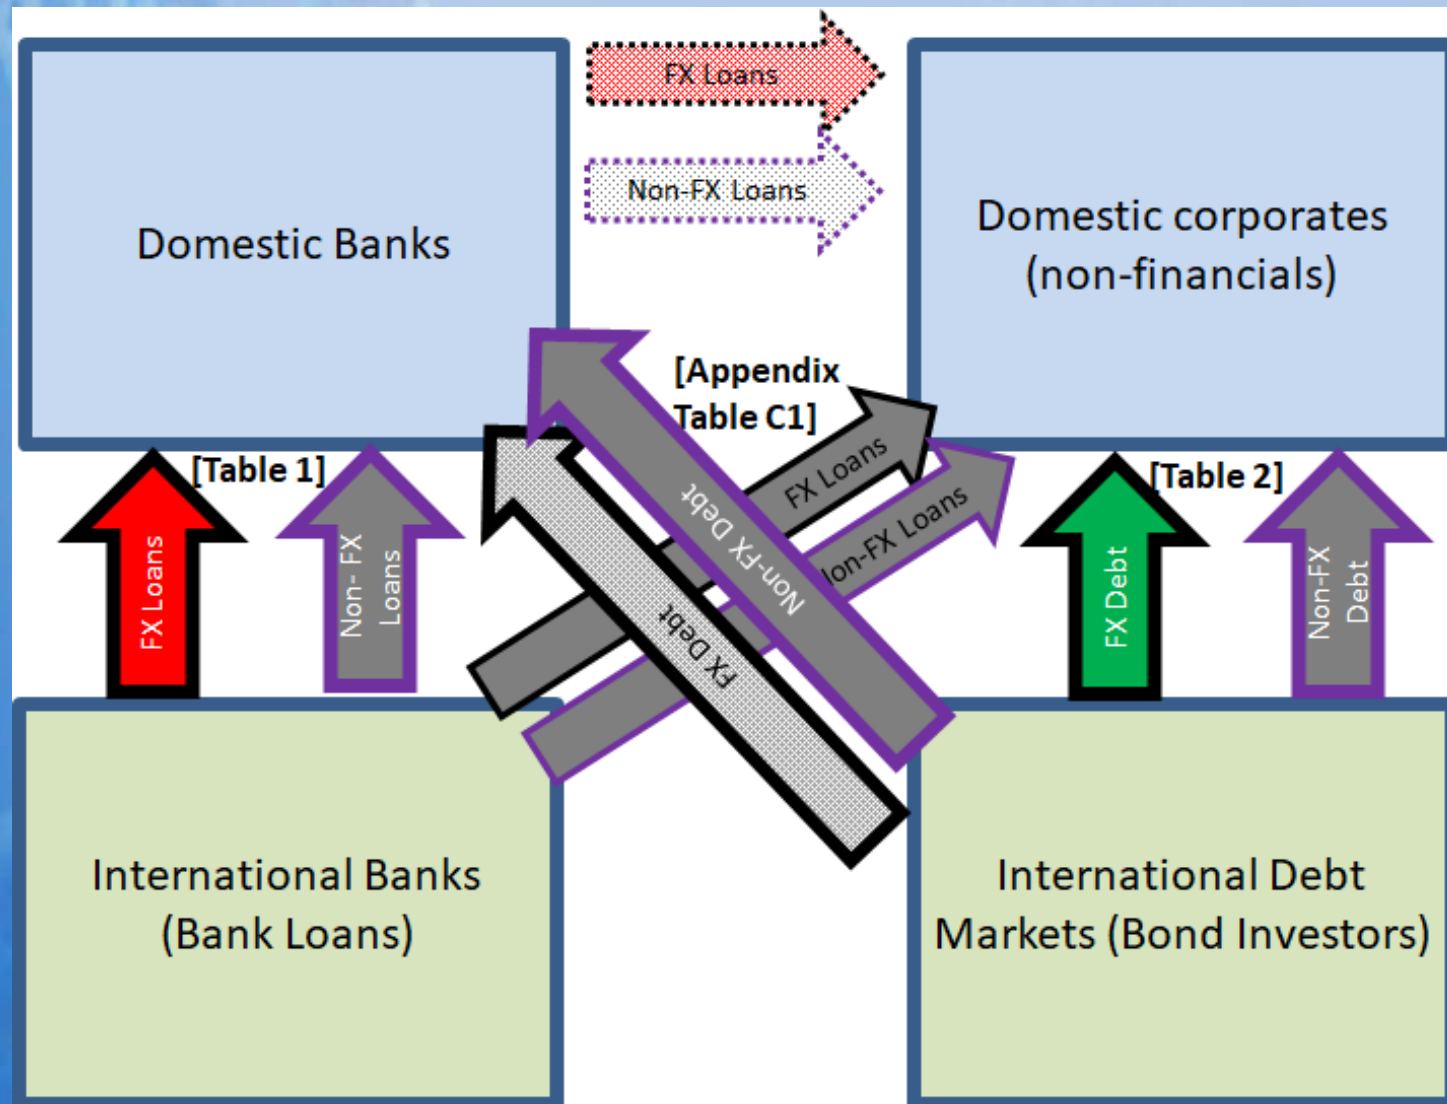 FX Loans
Non-FX Loans
Domestic Banks
Domestic corporates
(non-financials)
[Appendix
Table C1]
[Table 1]
[Table 2]
FX Loans
Non- FX
Loans
FX Loans
Non-FX Loans
Non-FX Debt
FX Debt
FX Debt
Non-FX
Debt
International Banks
(Bank Loans)
International Debt
Markets (Bond Investors)